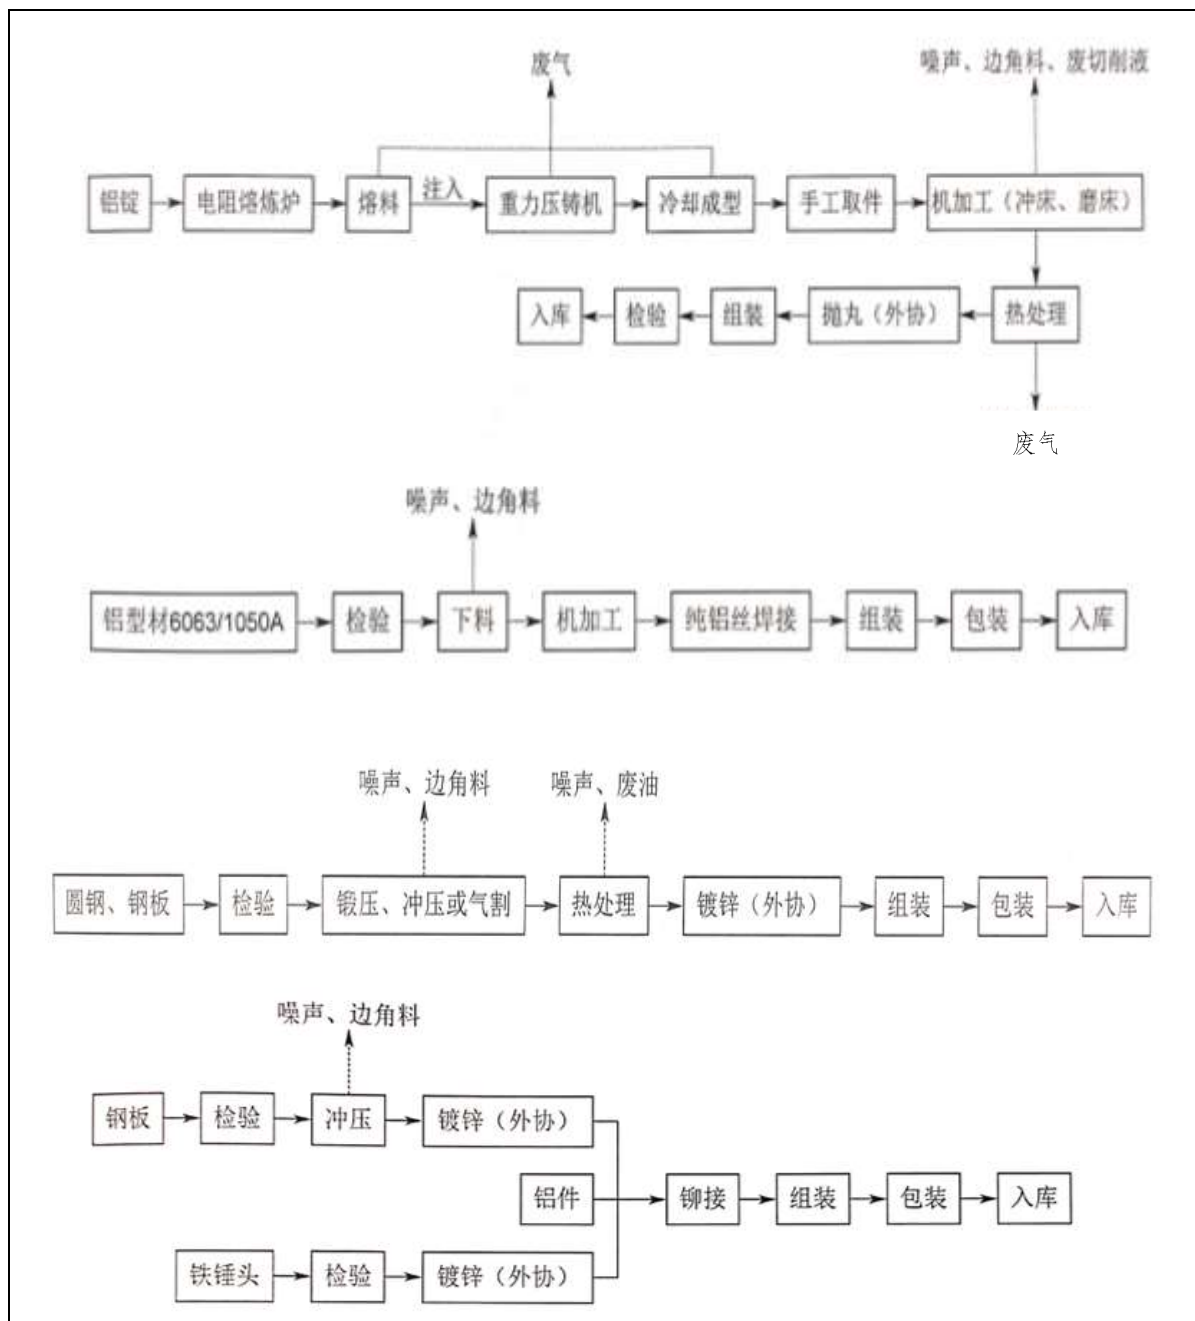 废气
噪声、边角料、废切削液
铝锭
电阻熔炼炉
熔料
注入
重力压铸机
冷却成型
手工取件
机加工（冲床、磨床）
入库
检验
组装
抛丸（外协）
热处理
废气
噪声、边角料
铝型材6063/1050A
检验
下料
机加工
纯铝丝焊接
组装
包装
入库
噪声、边角料
噪声、废油
圆钢、钢板
检验
锻压、冲压或气割
热处理
镀锌（外协）
组装
包装
入库
噪声、边角料
钢板
检验
冲压
镀锌（外协）
铝件
铆接
组装
包装
入库
铁锤头
检验
镀锌（外协）